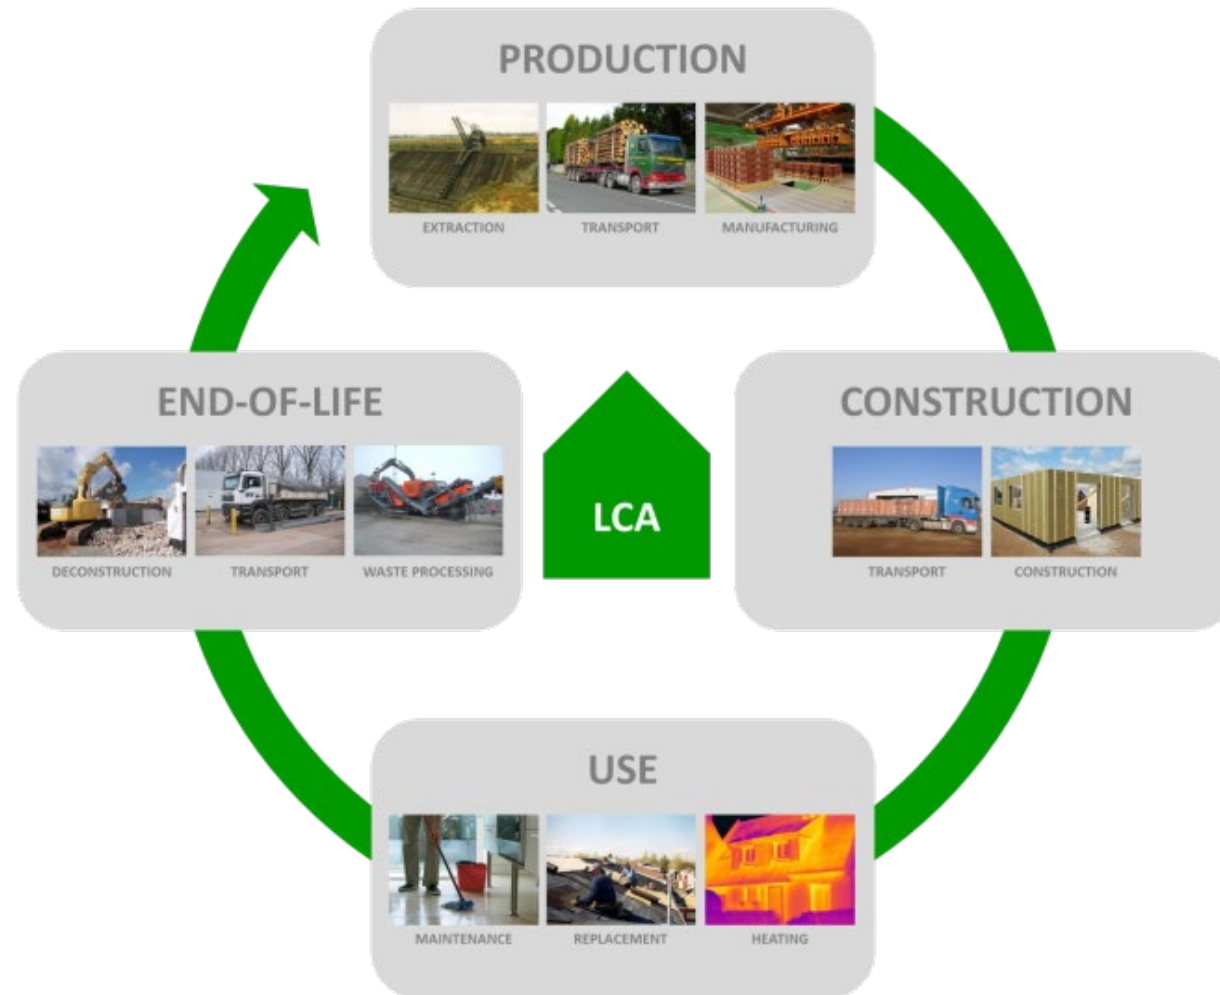 PRODUCTION
EXTRACTION TRANSPORT MANUFACTURING
END-OF-LIFE
DECONSTRUCTION TRANSPORT WASTE PROCESSING
LCA
CONSTRUCTION
TRANSPORT CONSTRUCTION
USE
MAINTENANCE REPLACEMENT HEATING